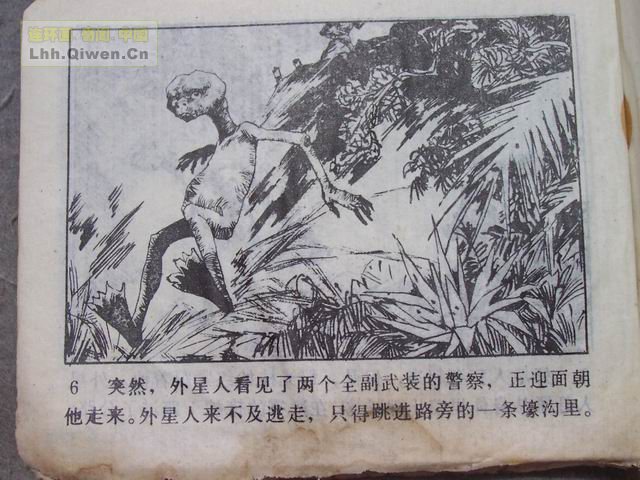 连环画 帝国 中国
Lhh.Qiwen.Cn
6 突然，外星人看见了两个全副武装的警察，正迎面朝
他走来。外星人来不及逃走，只得跳进路旁的一条壕沟里。